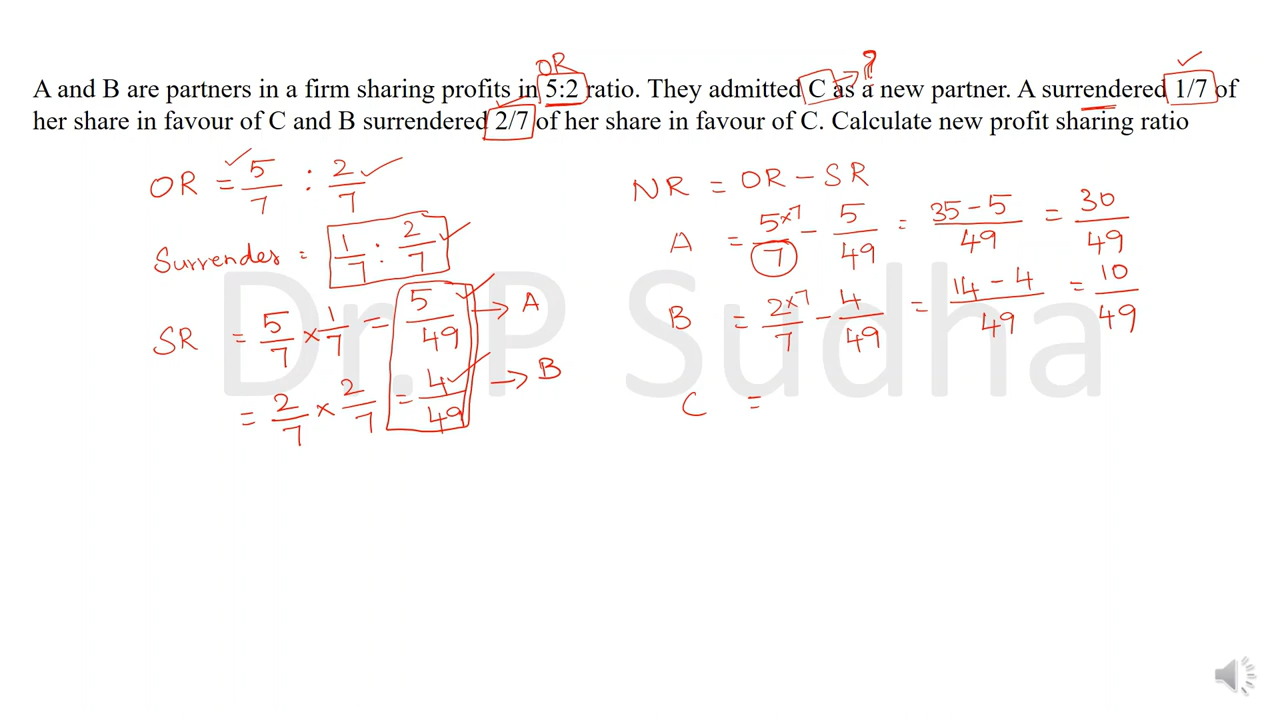 OR
?
A and B are partners in a firm sharing profits in 5:2 ratio. They admitted C as a new partner. A surrendered 1/7 of
her share in favour of C and B surrendered 2/7 of her share in favour of C. Calculate new profit sharing ratio
OR = 5/7 : 2/7
Surrender = 1/7 : 2/7
SR = 5/7 × 1/7 = 5/49 → A
= 2/7 × 2/7 = 4/49 → B
NR = OR - SR
A = 5×7/7 - 5/49 = 35-5/49 = 30/49
B = 2×7/7 - 4/49 = 14-4/49 = 10/49
C =
Dr. P Sudha